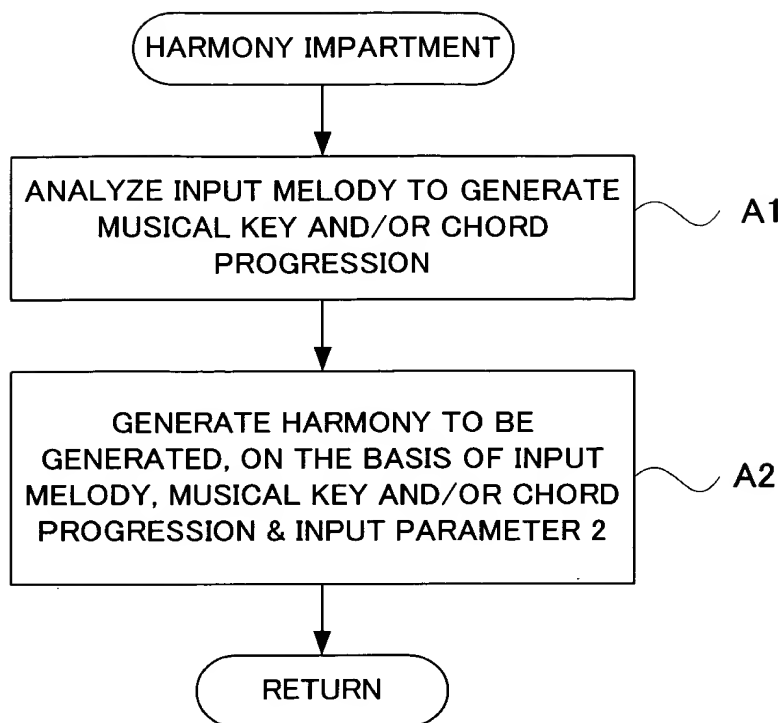 HARMONY IMPARTMENT
ANALYZE INPUT MELODY TO GENERATE
MUSICAL KEY AND/OR CHORD
PROGRESSION
A1
GENERATE HARMONY TO BE
GENERATED, ON THE BASIS OF INPUT
MELODY, MUSICAL KEY AND/OR CHORD
PROGRESSION & INPUT PARAMETER 2
A2
RETURN